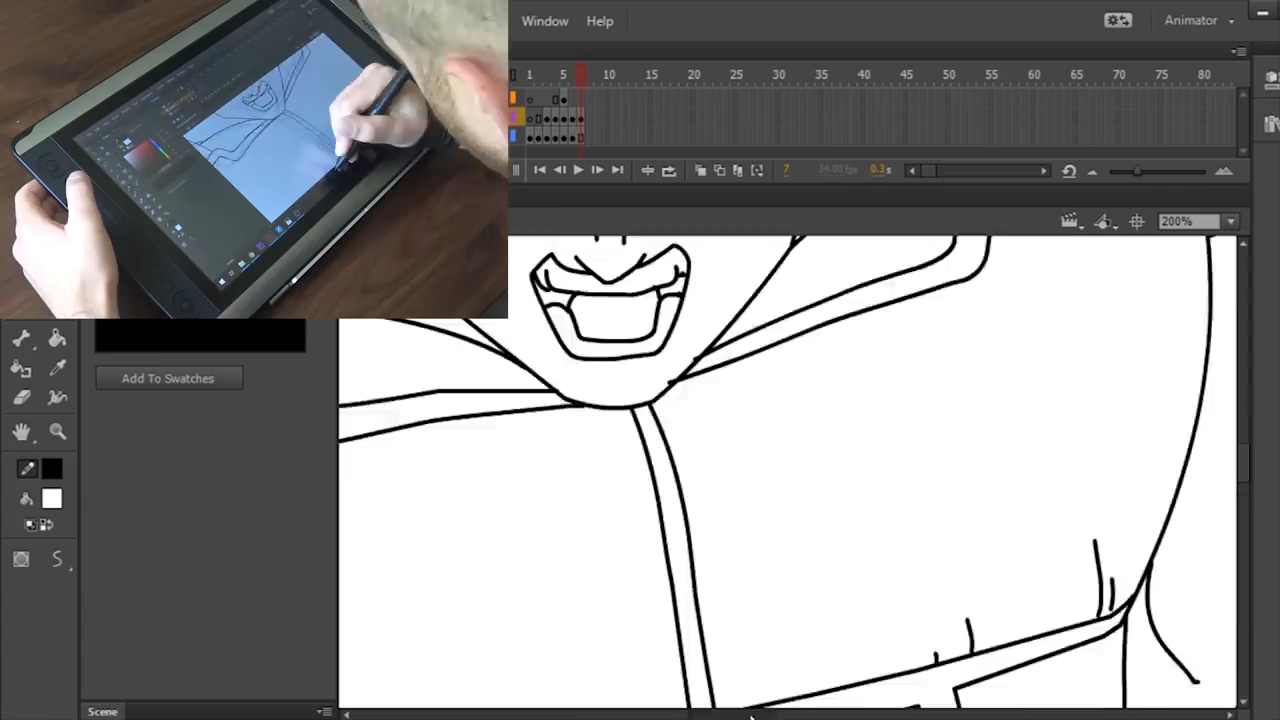 Window Help
Animator
1 5 10 15 20 25 30 35 40 45 50 55 60 65 70 75 80
7 24.00 fps 0.3s
200%
Add To Swatches
Scene